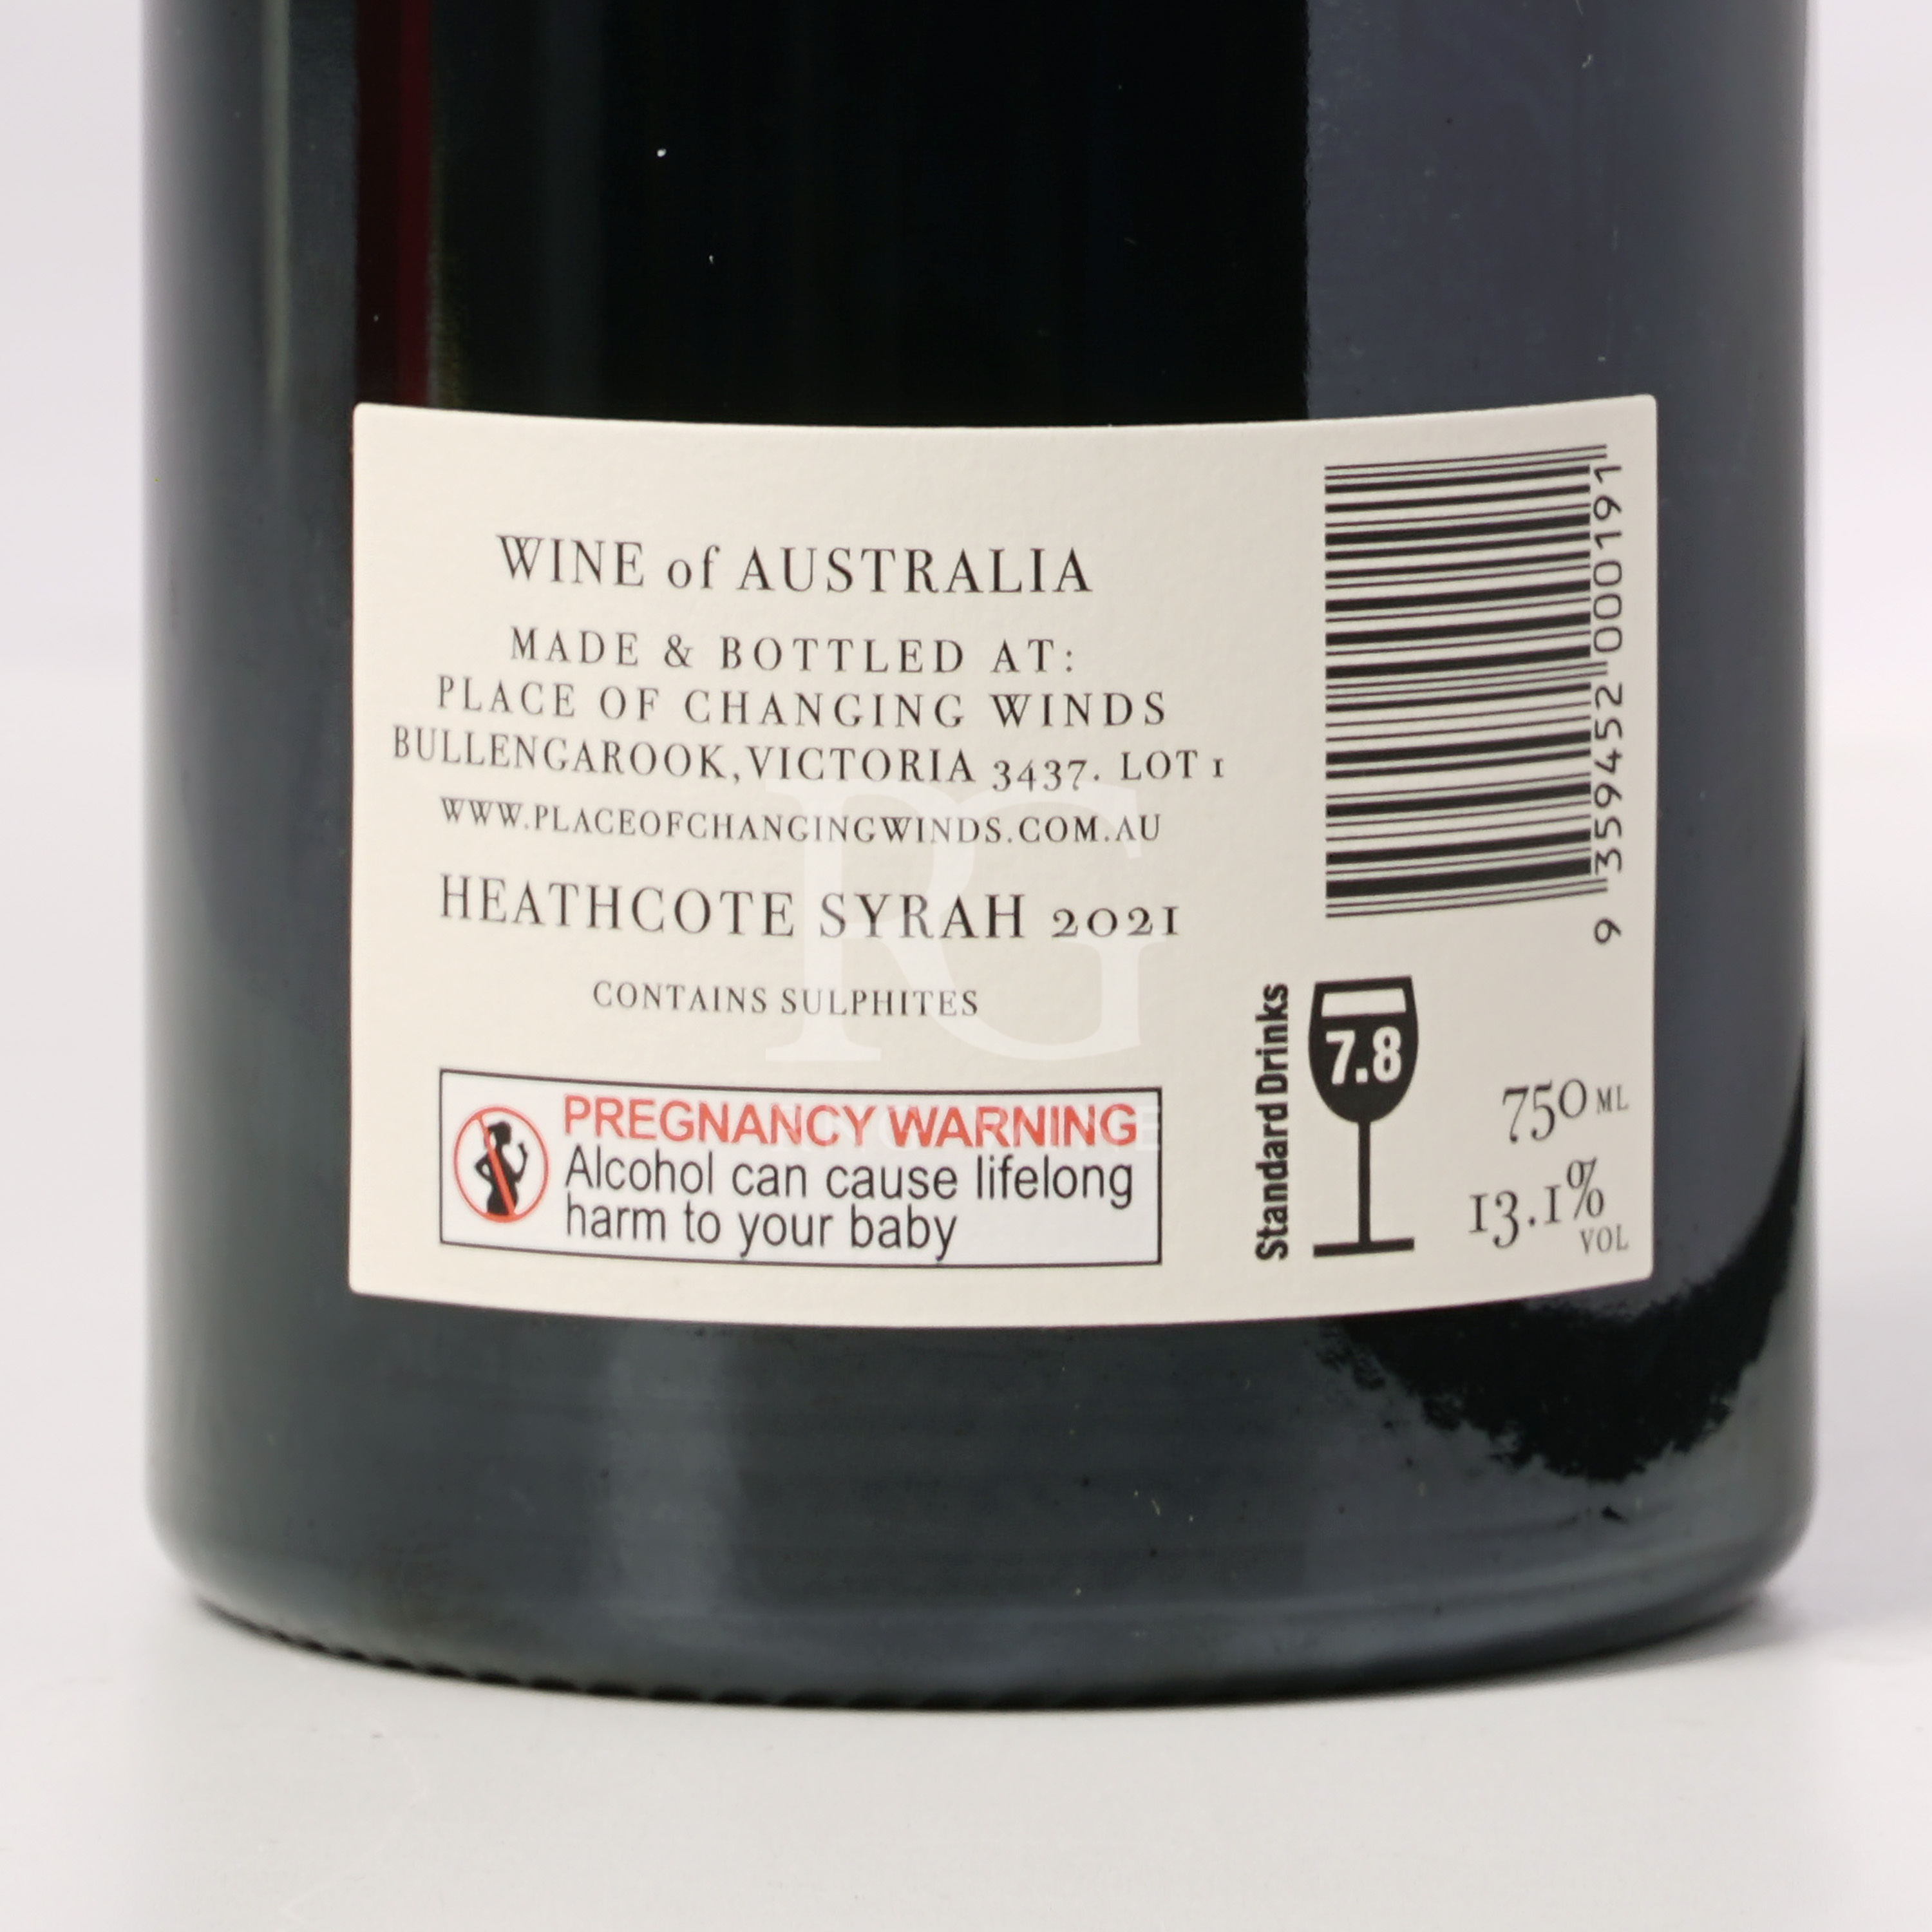 WINE of AUSTRALIA
MADE & BOTTLED AT:
PLACE OF CHANGING WINDS
BULLENGAROOK, VICTORIA 3437. LOT 1
WWW.PLACEOFCHANGINGWINDS.COM.AU
HEATHCOTE SYRAH 2021
CONTAINS SULPHITES
PREGNANCY WARNING
Alcohol can cause lifelong
harm to your baby
9 359452 000191
Standard Drinks
7.8
750 ML
13.1%
VOL
RG